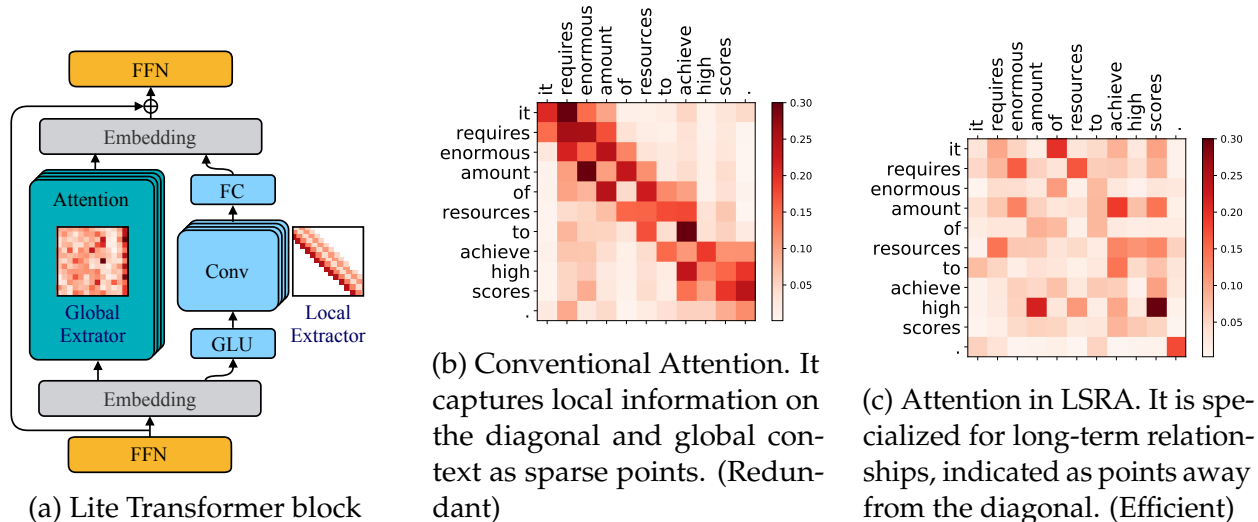 FFN
Embedding
Attention
Global
Extrator
FC
Conv
GLU
Local
Extractor
Embedding
FFN
(a) Lite Transformer block
it
requires
enormous
amount
of
resources
to
achieve
high
scores
.
it
requires
enormous
amount
of
resources
to
achieve
high
scores
.
0.30
0.25
0.20
0.15
0.10
0.05
(b) Conventional Attention. It
captures local information on
the diagonal and global con-
text as sparse points. (Redun-
dant)
it
requires
enormous
amount
of
resources
to
achieve
high
scores
.
it
requires
enormous
amount
of
resources
to
achieve
high
scores
.
0.30
0.25
0.20
0.15
0.10
0.05
(c) Attention in LSRA. It is spe-
cialized for long-term relation-
ships, indicated as points away
from the diagonal. (Efficient)